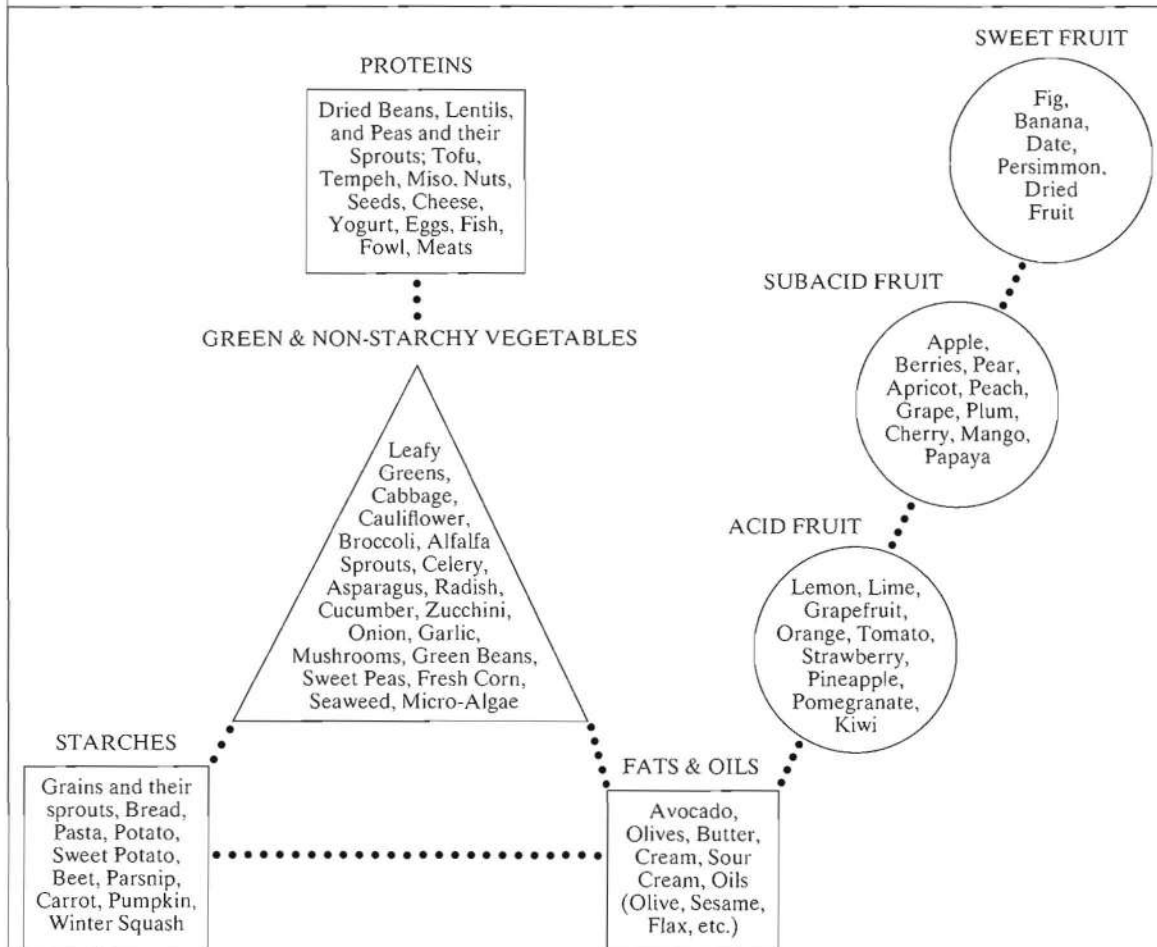 PROTEINS
Dried Beans, Lentils,
and Peas and their
Sprouts; Tofu,
Tempeh, Miso. Nuts,
Seeds, Cheese,
Yogurt, Eggs, Fish,
Fowl, Meats
GREEN & NON-STARCHY VEGETABLES
Leafy
Greens,
Cabbage,
Cauliflower,
Broccoli, Alfalfa
Sprouts, Celery,
Asparagus, Radish,
Cucumber, Zucchini,
Onion, Garlic,
Mushrooms, Green Beans,
Sweet Peas, Fresh Corn,
Seaweed, Micro-Algae
STARCHES
Grains and their
sprouts, Bread,
Pasta, Potato,
Sweet Potato,
Beet, Parsnip,
Carrot, Pumpkin,
Winter Squash
FATS & OILS
Avocado,
Olives, Butter,
Cream, Sour
Cream, Oils
(Olive, Sesame,
Flax, etc.)
ACID FRUIT
Lemon, Lime,
Grapefruit,
Orange, Tomato,
Strawberry,
Pineapple,
Pomegranate,
Kiwi
SUBACID FRUIT
Apple,
Berries, Pear,
Apricot, Peach,
Grape, Plum,
Cherry, Mango,
Papaya
SWEET FRUIT
Fig,
Banana,
Date,
Persimmon,
Dried
Fruit